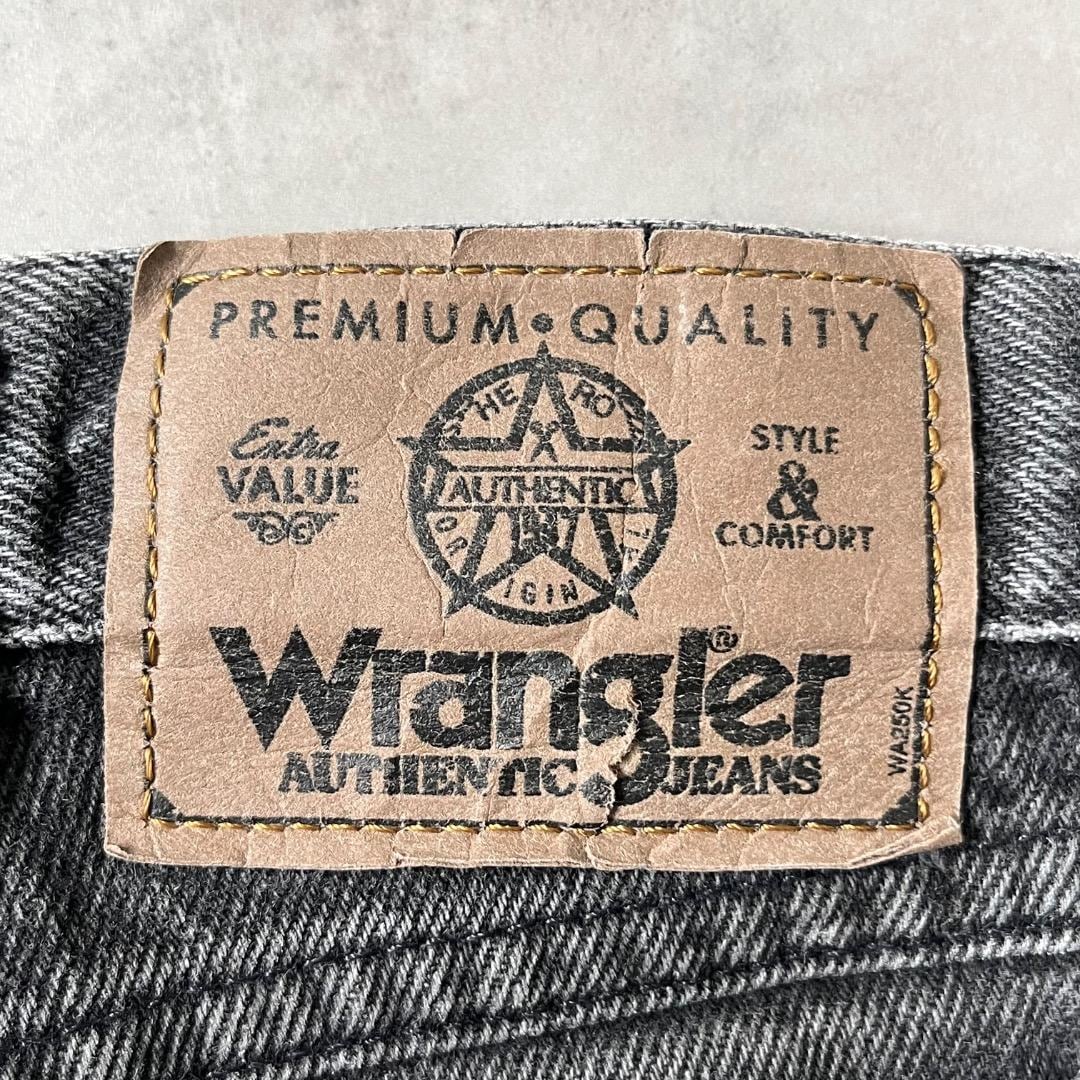 PREMIUM • QUALITY
Extra
VALUE
AUTHENTIC
STYLE
&
COMFORT
Wrangler®
AUTHENTIC JEANS
WA250K